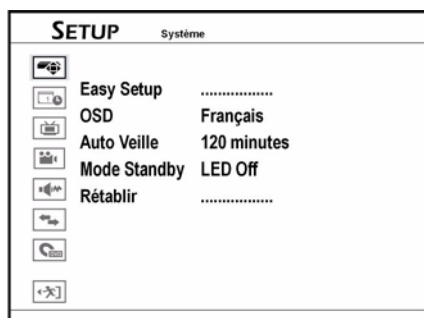 SETUP Système
Easy Setup .................
OSD Français
Auto Veille 120 minutes
Mode Standby LED Off
Rétablir .................